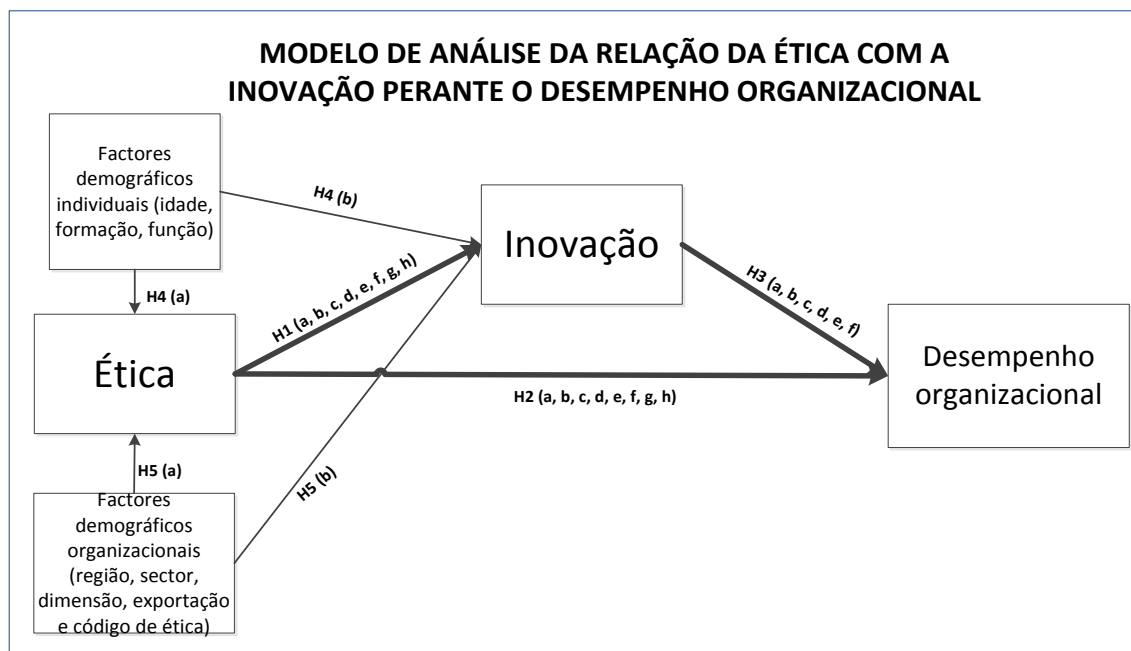 MODELO DE ANÁLISE DA RELAÇÃO DA ÉTICA COM A
INOVAÇÃO PERANTE O DESEMPENHO ORGANIZACIONAL
Factores
demográficos
individuais (idade,
formação, função)
H4 (b)
Inovação
H4 (a)
H1 (a, b, c, d, e, f, g, h)
H3 (a, b, c, d, e, f)
Ética
Desempenho
organizacional
H2 (a, b, c, d, e, f, g, h)
H5 (a)
H5 (b)
Factores
demográficos
organizacionais
(região, sector,
dimensão, exportação
e código de ética)